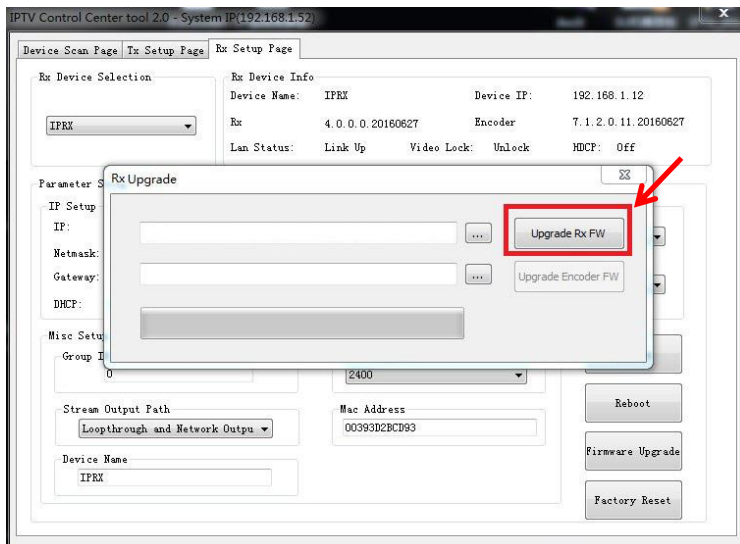 IPTV Control Center tool 2.0 - System IP(192.168.1.52)
x
Device Scan Page Tx Setup Page Rx Setup Page
Rx Device Selection
IPRX
Rx Device Info
Device Name: IPRX Device IP: 192.168.1.12
Rx 4.0.0.0.20160627 Encoder 7.1.2.0.11.20160627
Lan Status: Link Up Video Lock: Unlock HDCP: Off
Parameter S
Rx Upgrade
IP Setup
IP:
... Upgrade Rx FW
Netmask:
Gateway:
... Upgrade Encoder FW
DHCP:
Misc Setu
Group I
0
2400
Stream Output Path
Loopthrough and Network Outpu
Mac Address
00393D2BCD93
Reboot
Device Name
IPRX
Firmware Upgrade
Factory Reset